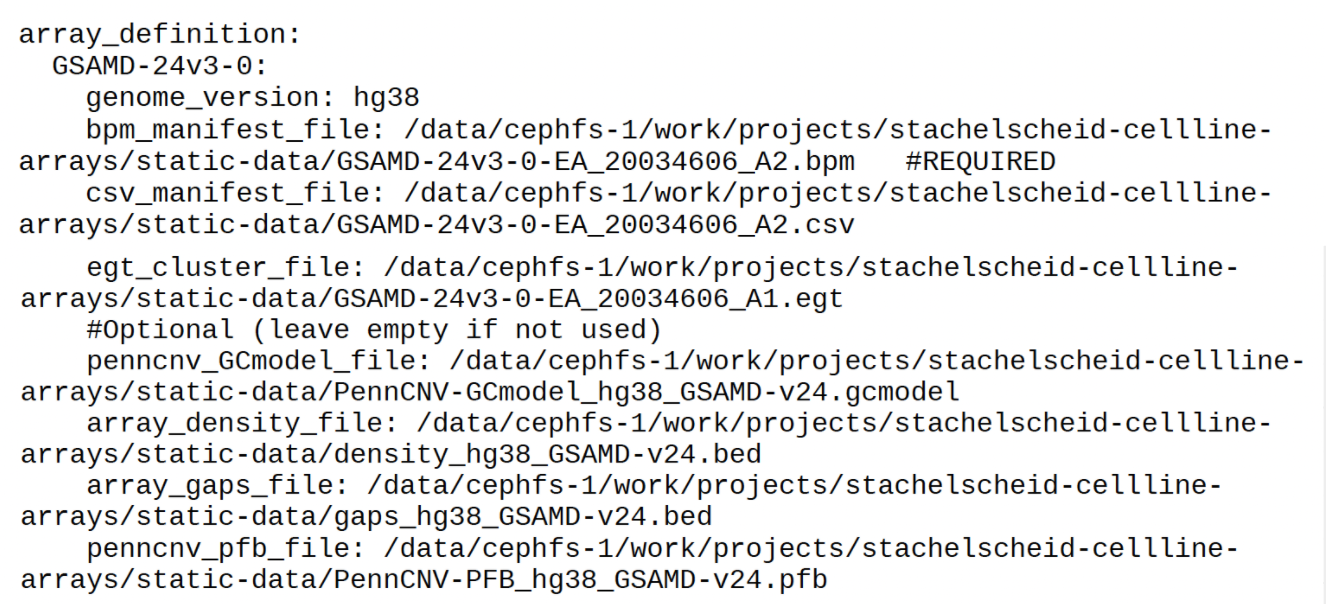 array_definition:
  GSAMD-24v3-0:
    genome_version: hg38
    bpm_manifest_file: /data/cephfs-1/work/projects/stachelscheid-cellline-
arrays/static-data/GSAMD-24v3-0-EA_20034606_A2.bpm   #REQUIRED
    csv_manifest_file: /data/cephfs-1/work/projects/stachelscheid-cellline-
arrays/static-data/GSAMD-24v3-0-EA_20034606_A2.csv
    egt_cluster_file: /data/cephfs-1/work/projects/stachelscheid-cellline-
arrays/static-data/GSAMD-24v3-0-EA_20034606_A1.egt
    #Optional (leave empty if not used)
    penncnv_GCmodel_file: /data/cephfs-1/work/projects/stachelscheid-cellline-
arrays/static-data/PennCNV-GCmodel_hg38_GSAMD-v24.gcmodel
    array_density_file: /data/cephfs-1/work/projects/stachelscheid-cellline-
arrays/static-data/density_hg38_GSAMD-v24.bed
    array_gaps_file: /data/cephfs-1/work/projects/stachelscheid-cellline-
arrays/static-data/gaps_hg38_GSAMD-v24.bed
    penncnv_pfb_file: /data/cephfs-1/work/projects/stachelscheid-cellline-
arrays/static-data/PennCNV-PFB_hg38_GSAMD-v24.pfb